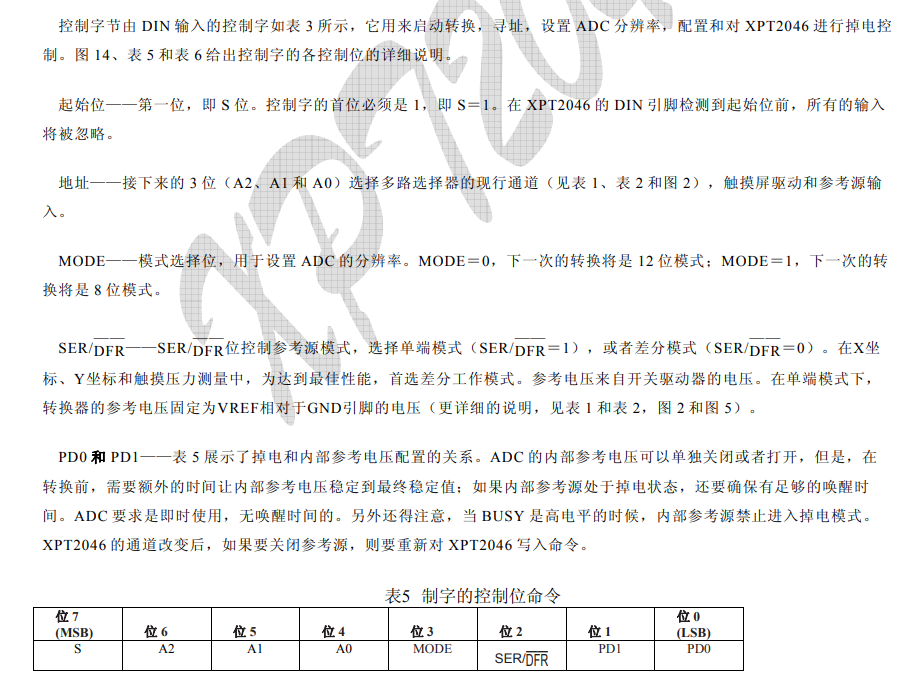 控制字节由 DIN 输入的控制字如表 3 所示，它用来启动转换，寻址，设置 ADC 分辨率，配置和对 XPT2046 进行掉电控
制。图 14、表 5 和表 6 给出控制字的各控制位的详细说明。
起始位——第一位，即 S 位。控制字的首位必须是 1，即 S＝1。在 XPT2046 的 DIN 引脚检测到起始位前，所有的输入
将被忽略。
地址——接下来的 3 位（A2、A1 和 A0）选择多路选择器的现行通道（见表 1、表 2 和图 2），触摸屏驱动和参考源输
入。
MODE——模式选择位，用于设置 ADC 的分辨率。MODE＝0，下一次的转换将是 12 位模式；MODE＝1，下一次的转
换将是 8 位模式。
SER/D̅F̅R̅——SER/D̅F̅R̅位控制参考源模式，选择单端模式（SER/D̅F̅R̅＝1），或者差分模式（SER/D̅F̅R̅＝0）。在X坐
标、Y坐标和触摸压力测量中，为达到最佳性能，首选差分工作模式。参考电压来自开关驱动器的电压。在单端模式下，
转换器的参考电压固定为VREF相对于GND引脚的电压（更详细的说明，见表 1 和表 2，图 2 和图 5）。
PD0 和 PD1——表 5 展示了掉电和内部参考电压配置的关系。ADC 的内部参考电压可以单独关闭或者打开，但是，在
转换前，需要额外的时间让内部参考电压稳定到最终稳定值；如果内部参考源处于掉电状态，还要确保有足够的唤醒时
间。ADC 要求是即时使用，无唤醒时间的。另外还得注意，当 BUSY 是高电平的时候，内部参考源禁止进入掉电模式。
XPT2046 的通道改变后，如果要关闭参考源，则要重新对 XPT2046 写入命令。
表5 制字的控制位命令
位 7 (MSB) 位 6 位 5 位 4 位 3 位 2 位 1 位 0 (LSB)
S A2 A1 A0 MODE SER/D̅F̅R̅ PD1 PD0